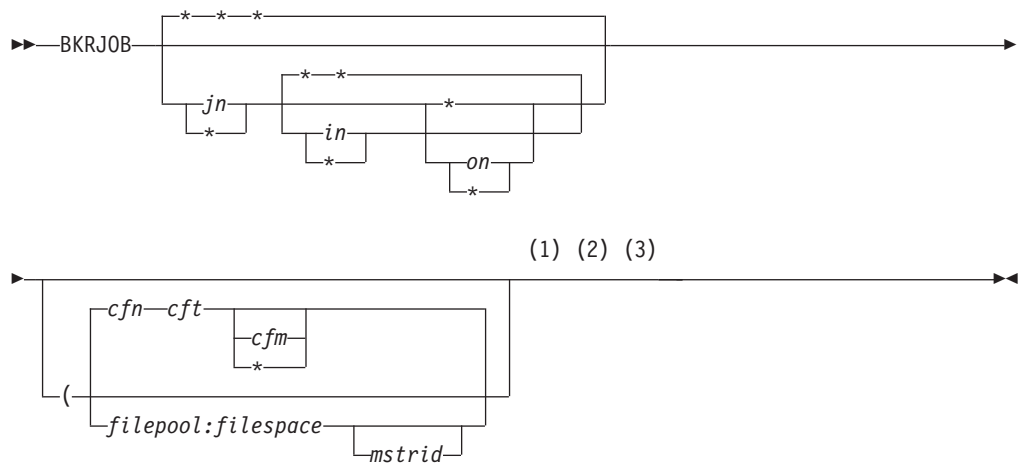 * * *
BKRJOB
* *
jn *
* in
* on
*
(1) (2) (3)
cfn cft
cfm
*
(
filepool:filespace
mstrid